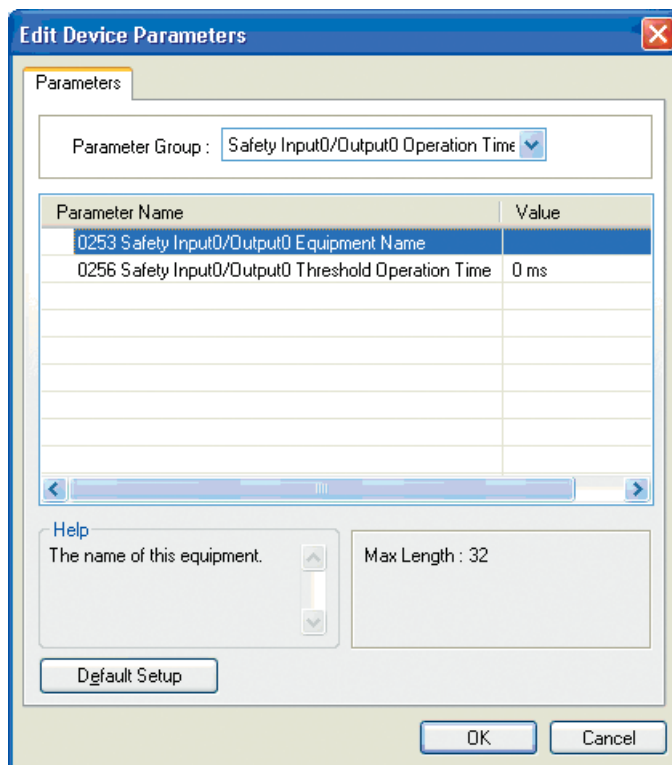 Edit Device Parameters
Parameters
Parameter Group : Safety Input0/Output0 Operation Time
Parameter Name Value
0253 Safety Input0/Output0 Equipment Name
0256 Safety Input0/Output0 Threshold Operation Time 0 ms
Help
The name of this equipment.
Max Length : 32
Default Setup
OK Cancel